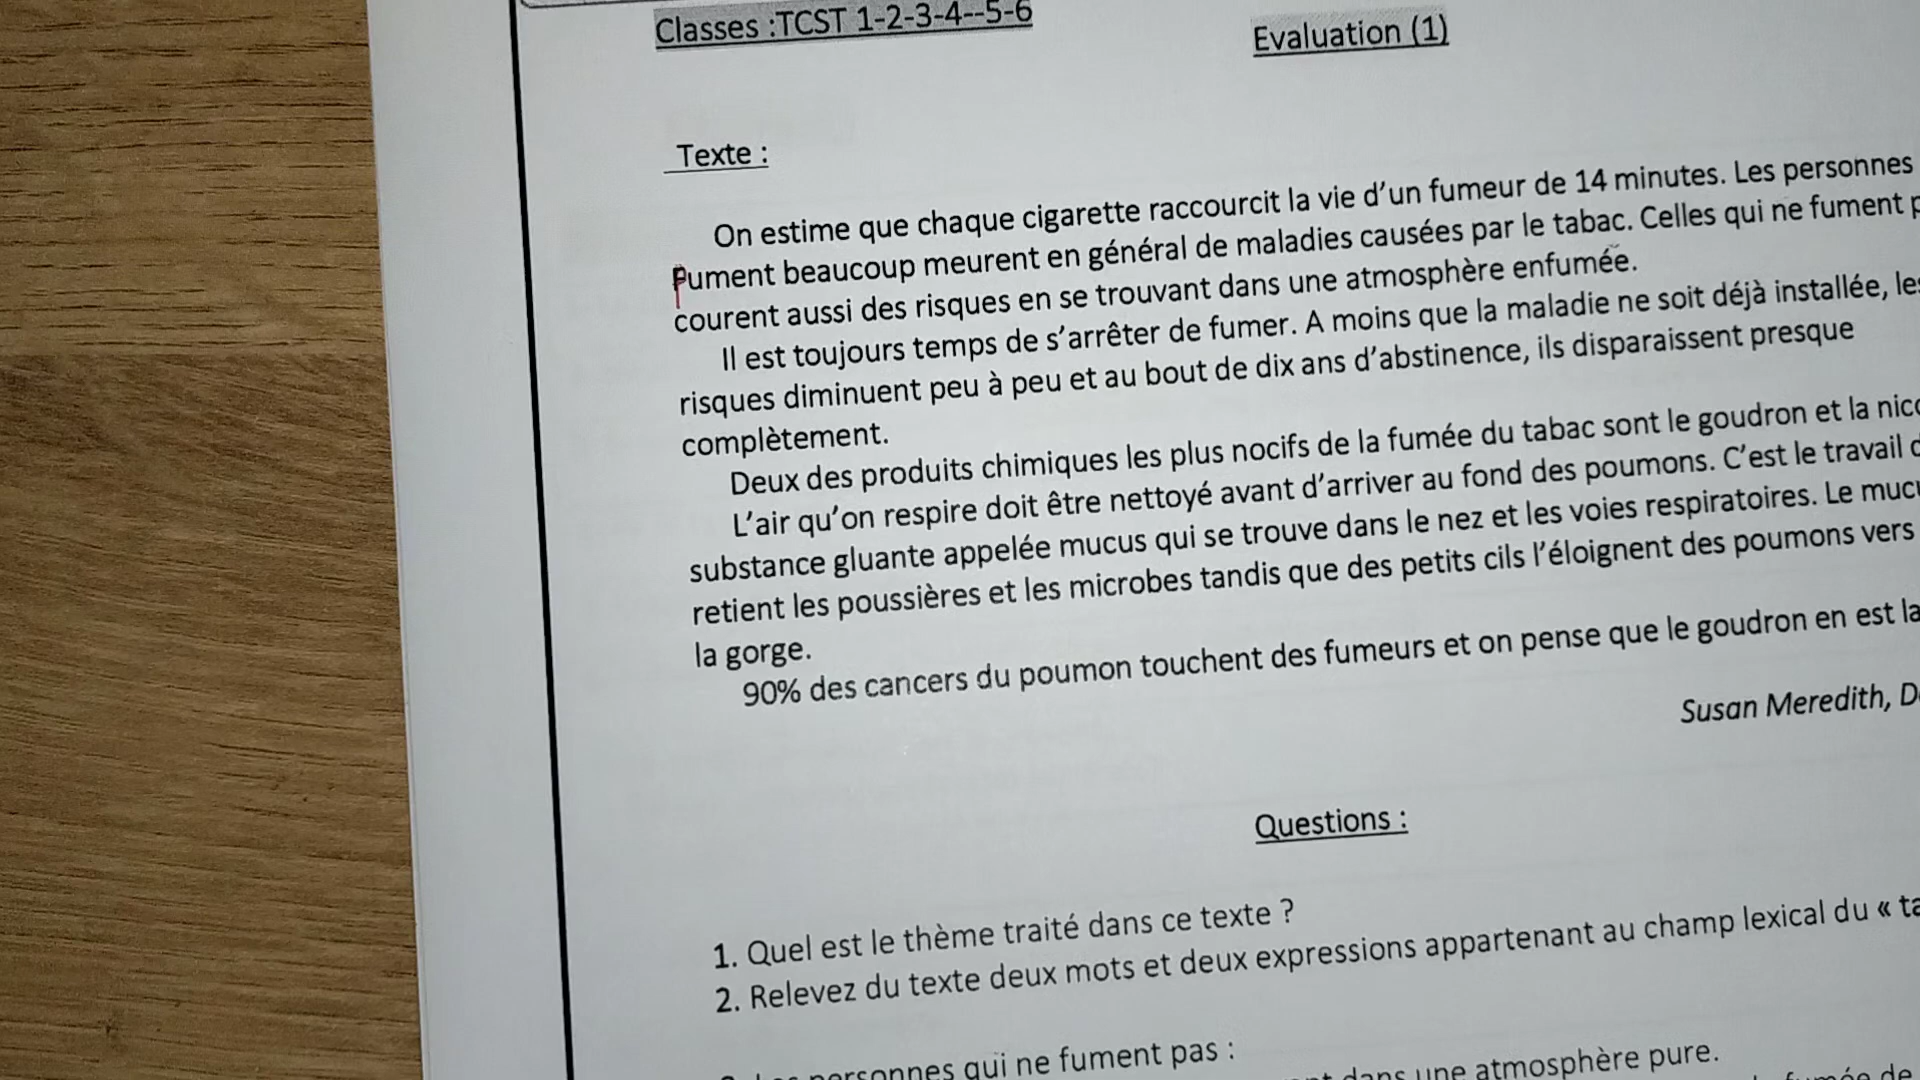 Classes :TCST 1-2-3-4--5-6
Evaluation (1)
Texte :
On estime que chaque cigarette raccourcit la vie d’un fumeur de 14 minutes. Les personnes
Fument beaucoup meurent en général de maladies causées par le tabac. Celles qui ne fument
courent aussi des risques en se trouvant dans une atmosphère enfumée.
Il est toujours temps de s’arrêter de fumer. A moins que la maladie ne soit déjà installée, les
risques diminuent peu à peu et au bout de dix ans d’abstinence, ils disparaissent presque
complètement.
Deux des produits chimiques les plus nocifs de la fumée du tabac sont le goudron et la
L’air qu’on respire doit être nettoyé avant d’arriver au fond des poumons. C’est le travail
substance gluante appelée mucus qui se trouve dans le nez et les voies respiratoires. Le
retient les poussières et les microbes tandis que des petits cils l’éloignent des poumons vers
la gorge.
90% des cancers du poumon touchent des fumeurs et on pense que le goudron en est la
Susan Meredith,
Questions :
1. Quel est le thème traité dans ce texte ?
2. Relevez du texte deux mots et deux expressions appartenant au champ lexical du «
personnes qui ne fument pas :
dans une atmosphère pure.